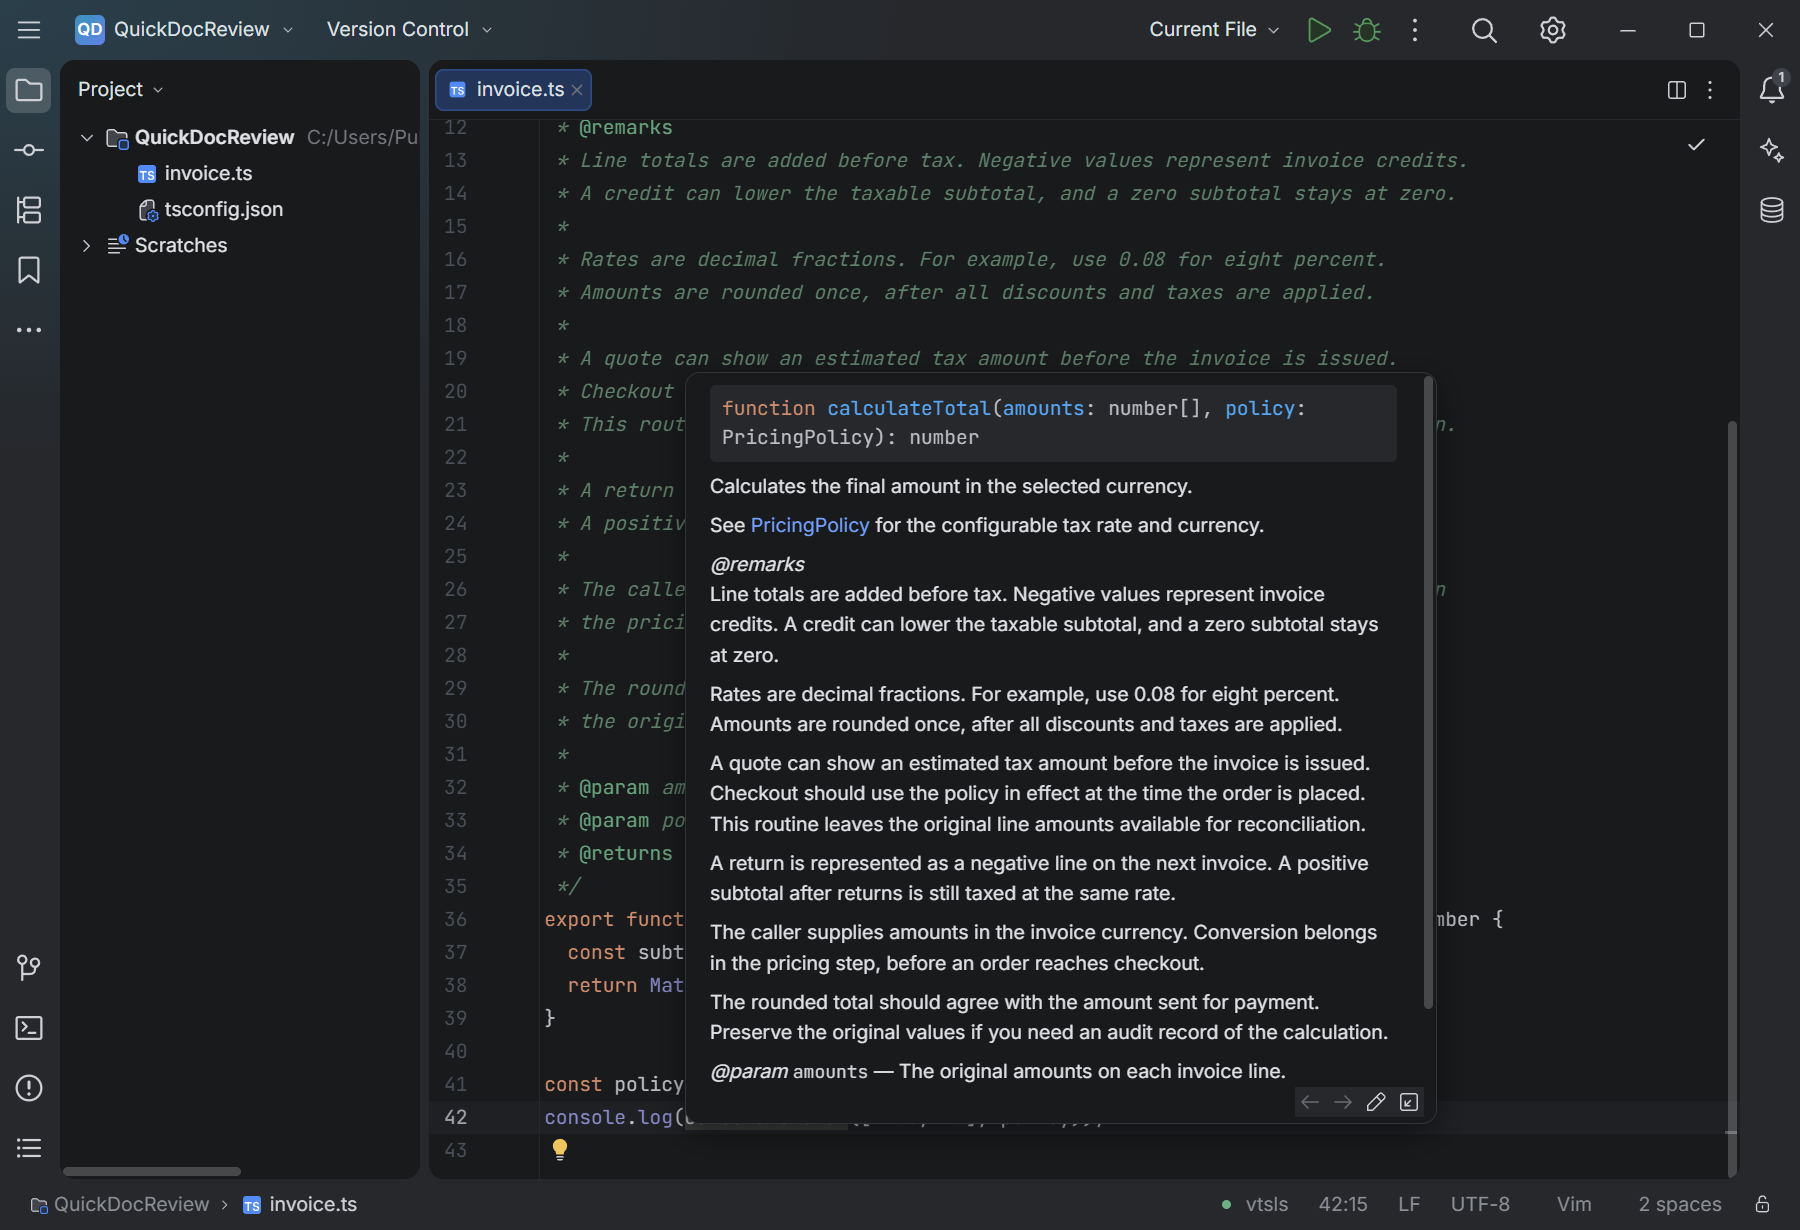 QD QuickDocReview Version Control Current File
Project
QuickDocReview C:/Users/Pu
TS invoice.ts
tsconfig.json
Scratches
TS invoice.ts
1
12 * @remarks
13 * Line totals are added before tax. Negative values represent invoice credits.
14 * A credit can lower the taxable subtotal, and a zero subtotal stays at zero.
15 *
16 * Rates are decimal fractions. For example, use 0.08 for eight percent.
17 * Amounts are rounded once, after all discounts and taxes are applied.
18 *
19 * A quote can show an estimated tax amount before the invoice is issued.
20 * Checkout
21 * This rout n.
22 *
23 * A return
24 * A positiv
25 *
26 * The calle n
27 * the prici
28 *
29 * The round
30 * the origi
31 *
32 * @param am
33 * @param po
34 * @returns
35 */
36 export funct mber {
37 const subt
38 return Mat
39 }
40
41 const policy
42 console.log(
43
function calculateTotal(amounts: number[], policy:
PricingPolicy): number
Calculates the final amount in the selected currency.
See PricingPolicy for the configurable tax rate and currency.
@remarks
Line totals are added before tax. Negative values represent invoice
credits. A credit can lower the taxable subtotal, and a zero subtotal stays
at zero.
Rates are decimal fractions. For example, use 0.08 for eight percent.
Amounts are rounded once, after all discounts and taxes are applied.
A quote can show an estimated tax amount before the invoice is issued.
Checkout should use the policy in effect at the time the order is placed.
This routine leaves the original line amounts available for reconciliation.
A return is represented as a negative line on the next invoice. A positive
subtotal after returns is still taxed at the same rate.
The caller supplies amounts in the invoice currency. Conversion belongs
in the pricing step, before an order reaches checkout.
The rounded total should agree with the amount sent for payment.
Preserve the original values if you need an audit record of the calculation.
@param amounts — The original amounts on each invoice line.
QuickDocReview › TS invoice.ts vtsls 42:15 LF UTF-8 Vim 2 spaces